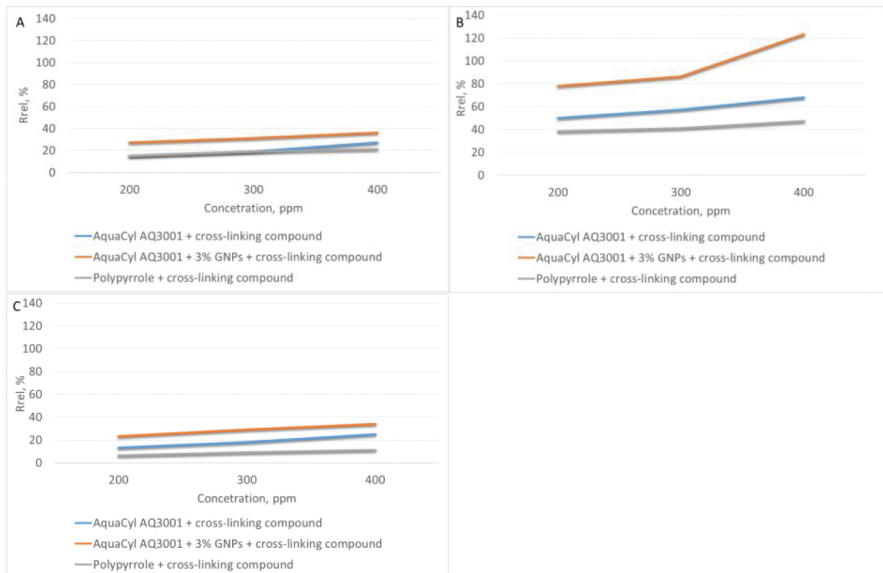 A
140
120
100
80
60
40
20
0
Rrel, %
200 300 400
Concetration, ppm
AquaCyl AQ3001 + cross-linking compound
AquaCyl AQ3001 + 3% GNPs + cross-linking compound
Polypyrrole + cross-linking compound
B
140
120
100
80
60
40
20
0
Rrel, %
200 300 400
Concetration, ppm
AquaCyl AQ3001 + cross-linking compound
AquaCyl AQ3001 + 3% GNPs + cross-linking compound
Polypyrrole + cross-linking compound
C
140
120
100
80
60
40
20
0
Rrel, %
200 300 400
Concetration, ppm
AquaCyl AQ3001 + cross-linking compound
AquaCyl AQ3001 + 3% GNPs + cross-linking compound
Polypyrrole + cross-linking compound